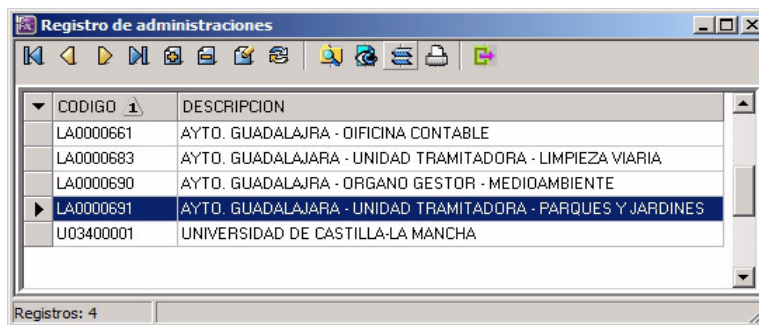 Registro de administraciones
CODIGO 1 DESCRIPCION
LA0000661 AYTO. GUADALAJRA - OIFICINA CONTABLE
LA0000683 AYTO. GUADALAJARA - UNIDAD TRAMITADORA - LIMPIEZA VIARIA
LA0000690 AYTO. GUADALAJRA - ORGANO GESTOR - MEDIOAMBIENTE
LA0000691 AYTO. GUADALAJARA - UNIDAD TRAMITADORA - PARQUES Y JARDINES
U03400001 UNIVERSIDAD DE CASTILLA-LA MANCHA
Registros: 4